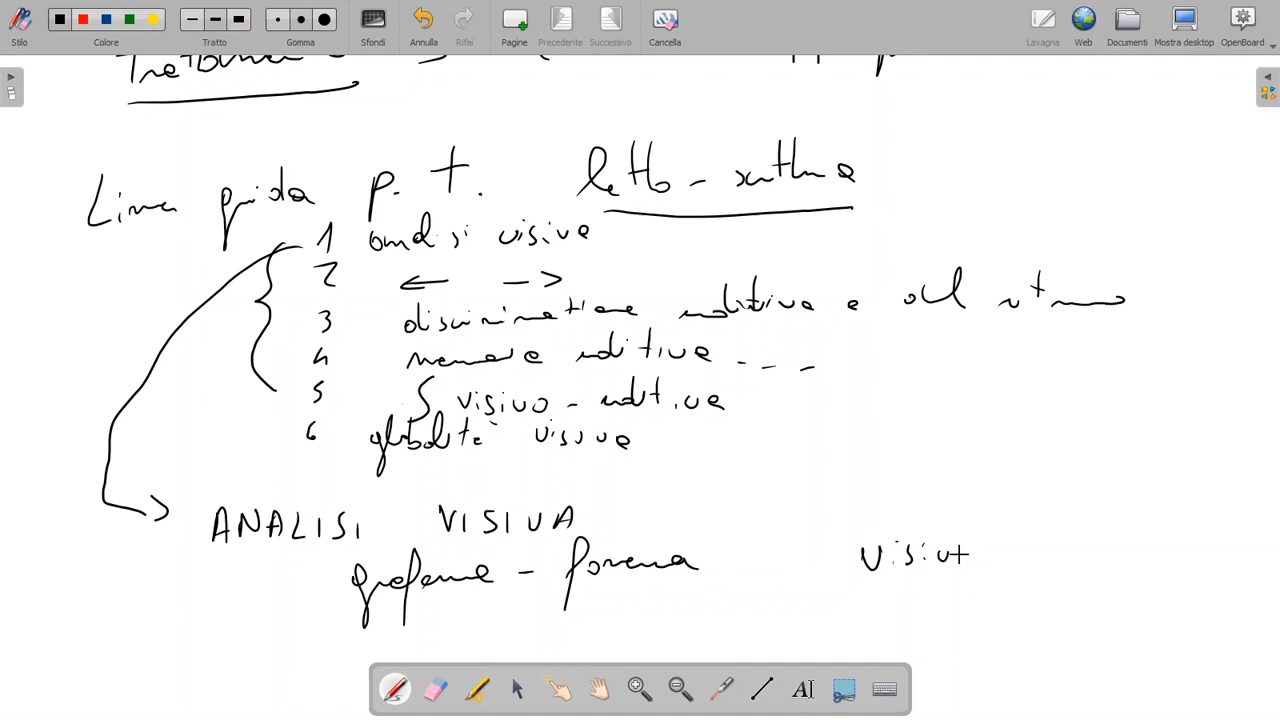 Stilo Colore Tratto Gomma Sfondi Annulla Rifai Pagine Precedente Successivo Cancella Lavagna Web Documenti Mostra desktop OpenBoard
Linee guida p. t. letto - scrittura
1 analisi visiva
2 ← →
3 discriminazione uditiva e del ritmo
4 memoria uditiva - - -
5 ∫ visivo - uditiva
6 globalità visiva
ANALISI VISIVA
grafema - fonema